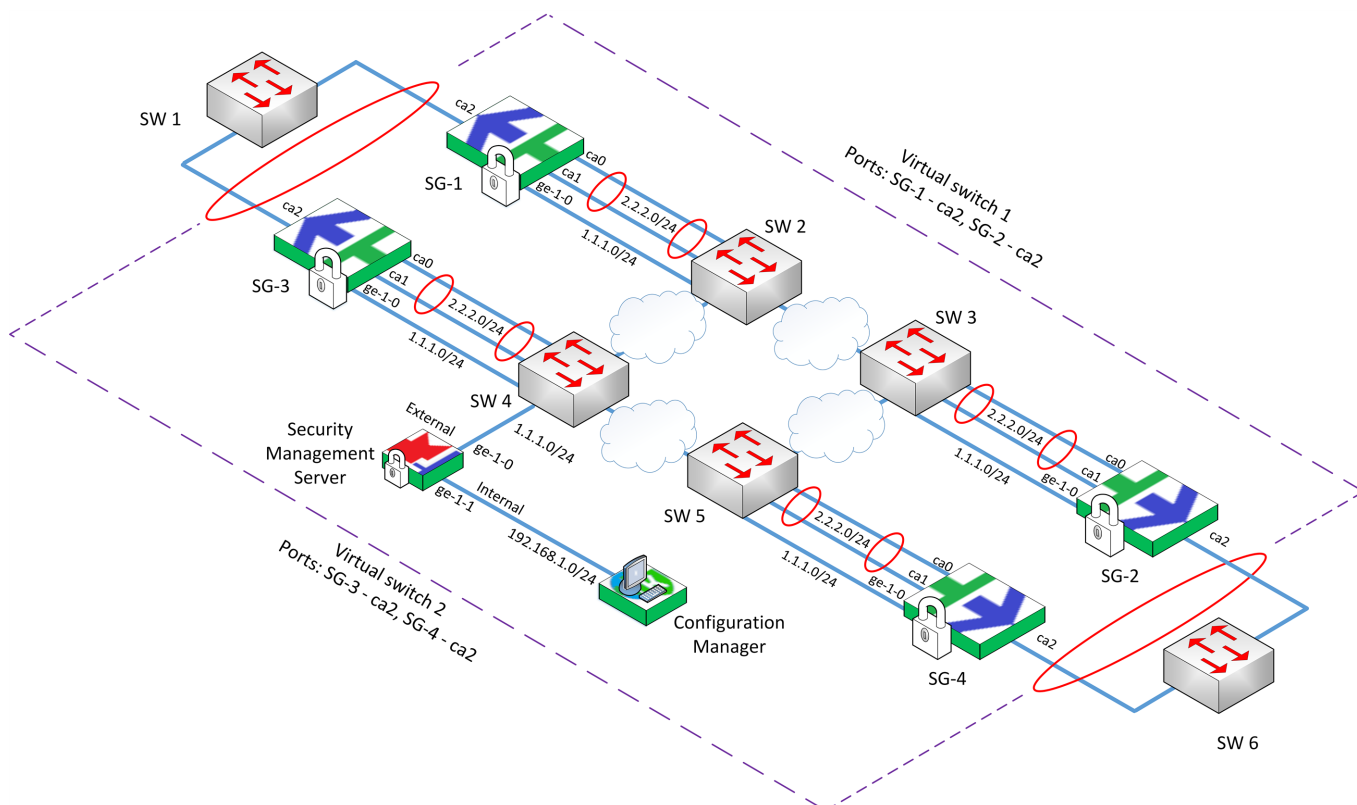 SW 1
ca2
SG-1
ca0
ca1
ge-1-0
2.2.2.0/24
1.1.1.0/24
SW 2
Virtual switch 1
Ports: SG-1 - ca2, SG-2 - ca2
ca2
SG-3
ca0
ca1
ge-1-0
2.2.2.0/24
1.1.1.0/24
SW 4
SW 3
2.2.2.0/24
1.1.1.0/24
ca0
ca1
ge-1-0
ca2
SG-2
External
ge-1-0
1.1.1.0/24
Security
Management
Server
Internal
ge-1-1
192.168.1.0/24
Configuration
Manager
SW 5
2.2.2.0/24
1.1.1.0/24
ca0
ca1
ge-1-0
ca2
SG-4
SW 6
Virtual switch 2
Ports: SG-3 - ca2, SG-4 - ca2